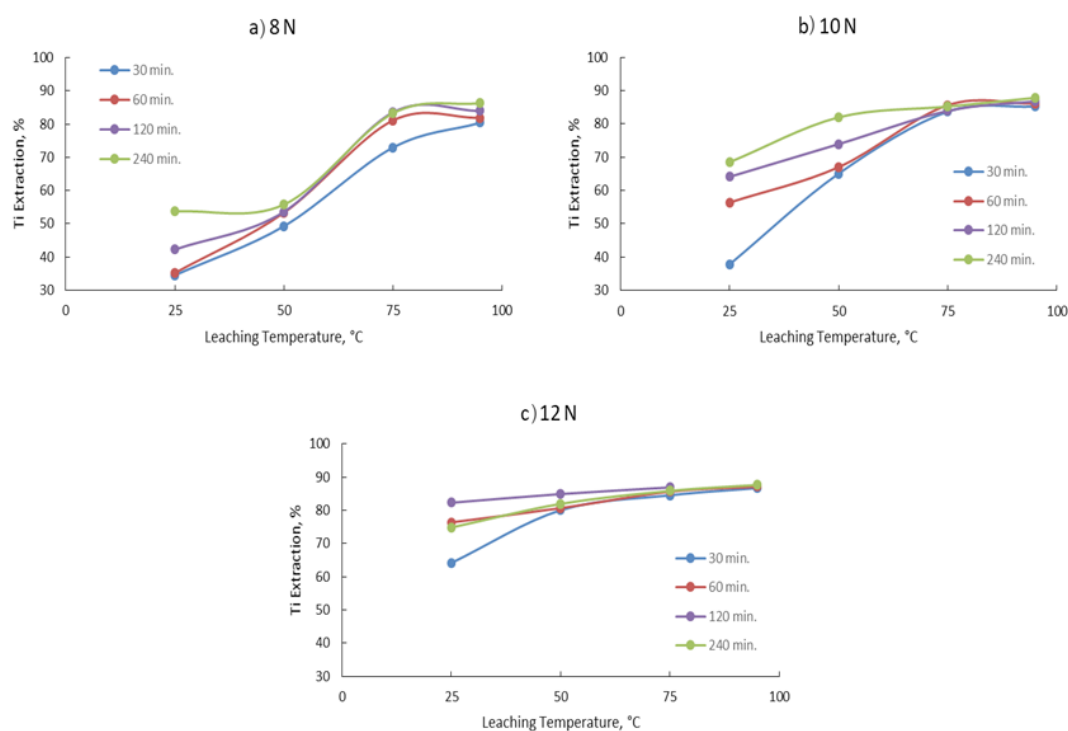 a) 8 N
100
90
80
70
60
50
40
30
Ti Extraction, %
30 min.
60 min.
120 min.
240 min.
0
25
50
75
100
Leaching Temperature, °C
b) 10 N
100
90
80
70
60
50
40
30
Ti Extraction, %
30 min.
60 min.
120 min.
240 min.
0
25
50
75
100
Leaching Temperature, °C
c) 12 N
100
90
80
70
60
50
40
30
Ti Extraction, %
30 min.
60 min.
120 min.
240 min.
0
25
50
75
100
Leaching Temperature, °C